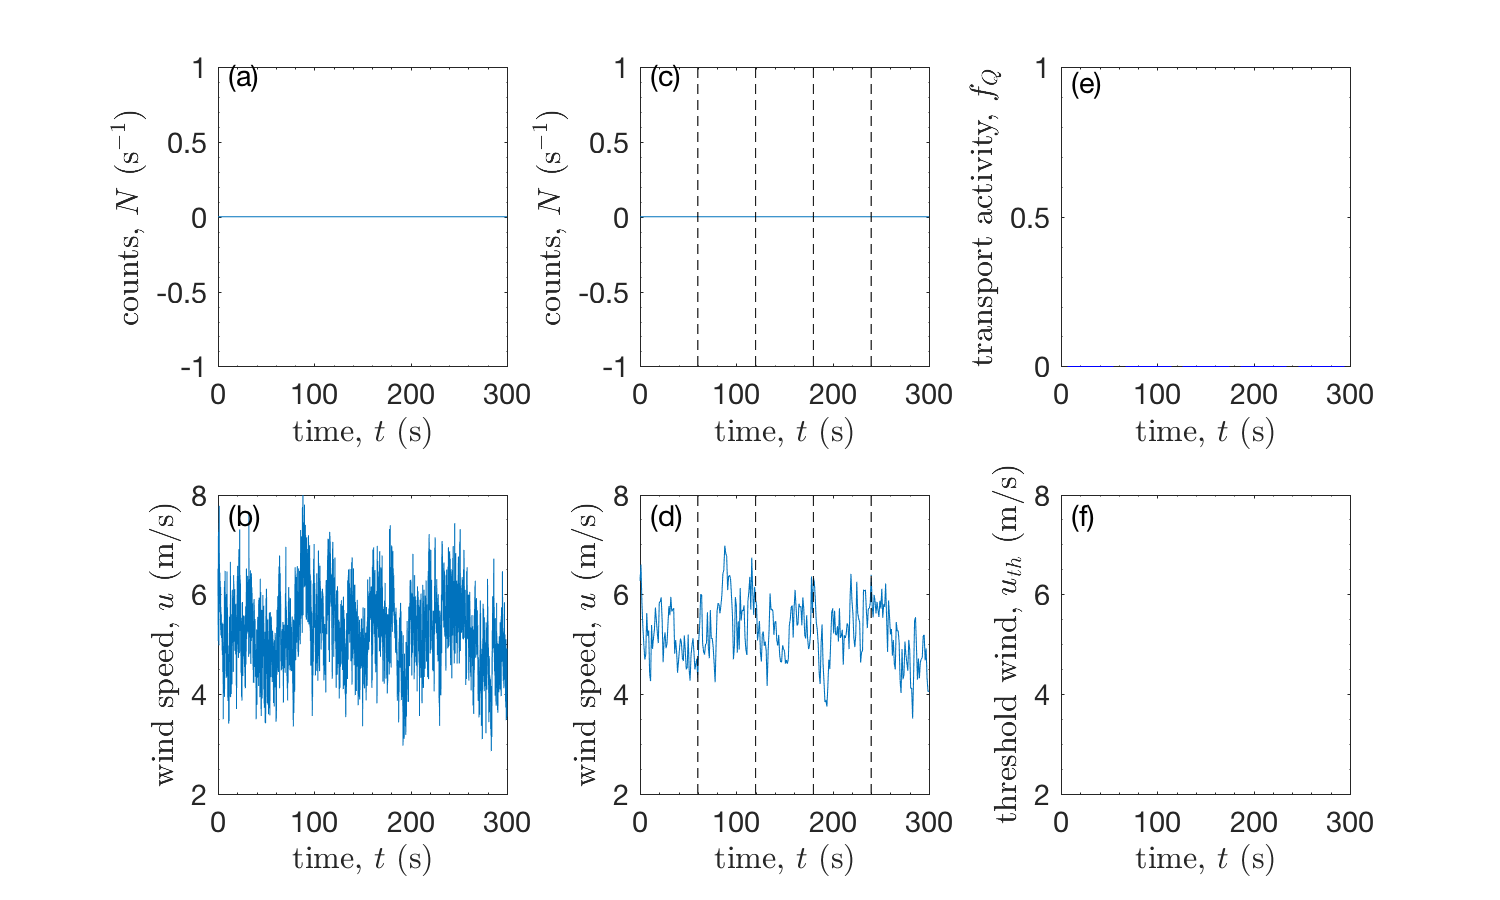 (a)
1
0.5
0
-0.5
-1
0 100 200 300
counts, N (s⁻¹)
time, t (s)
(c)
1
0.5
0
-0.5
-1
0 100 200 300
counts, N (s⁻¹)
time, t (s)
(e)
1
0.5
0
0 100 200 300
transport activity, f_Q
time, t (s)
(b)
8
6
4
2
0 100 200 300
wind speed, u (m/s)
time, t (s)
(d)
8
6
4
2
0 100 200 300
wind speed, u (m/s)
time, t (s)
(f)
8
6
4
2
0 100 200 300
threshold wind, u_th (m/s)
time, t (s)